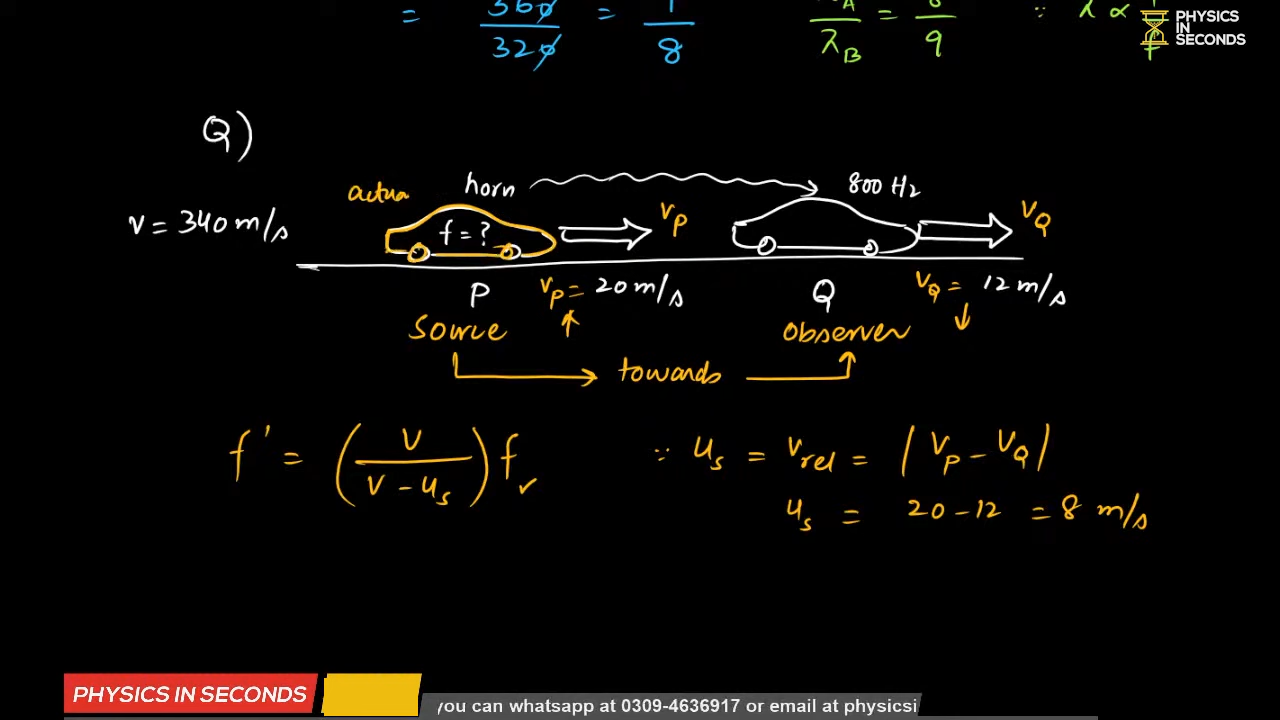 = 360/320 = 1/8
λA/λB = 8/9 ∵ λ ∝ 1/f
PHYSICS
IN
SECONDS
Q)
actua
horn
800 Hz
v = 340 m/s
f = ?
vP
vQ
P
vP = 20 m/s
Q
vQ = 12 m/s
Source
↑
Observer
↓
towards
f' = (v / (v - us)) f ✓
∵ us = vrel = |vP - vQ|
us = 20 - 12 = 8 m/s
PHYSICS IN SECONDS
you can whatsapp at 0309-4636917 or email at physicsi